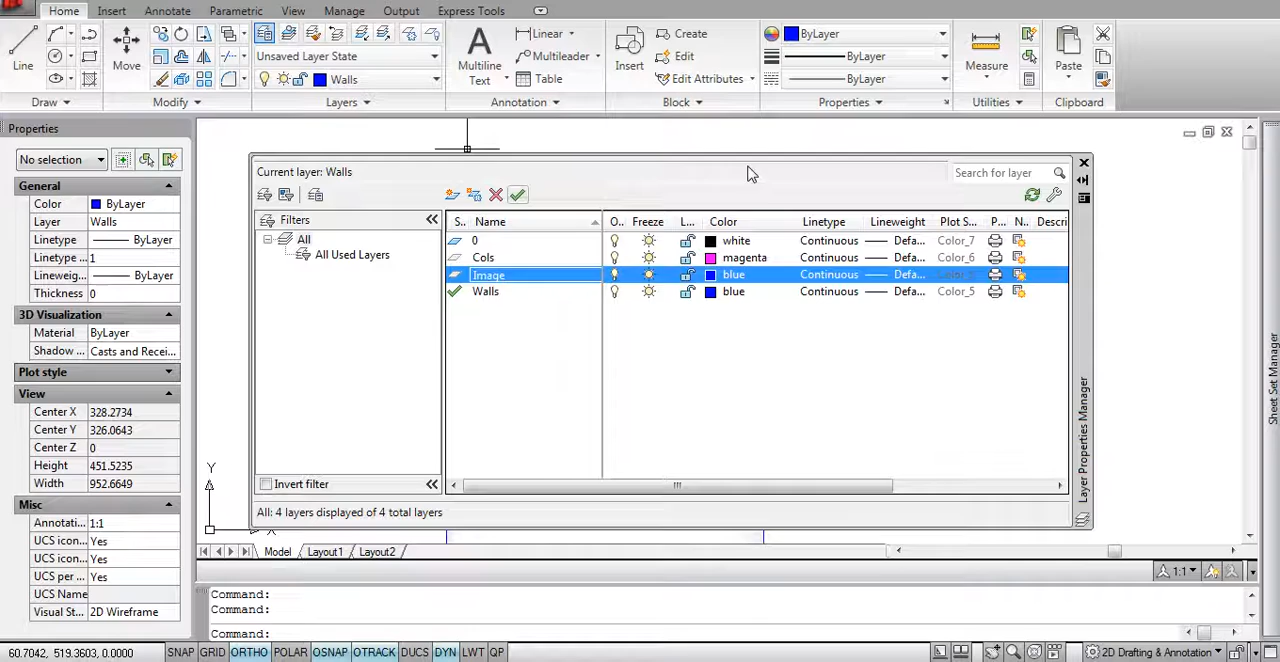 Home Insert Annotate Parametric View Manage Output Express Tools
Line
Move
Unsaved Layer State
Walls
Multiline
Text
Linear
Multileader
Table
Insert
Create
Edit
Edit Attributes
ByLayer
ByLayer
ByLayer
Measure
Paste
Draw Modify Layers Annotation Block Properties Utilities Clipboard
Properties
No selection
General
Color ByLayer
Layer Walls
Linetype ByLayer
Linetype ... 1
Lineweig... ByLayer
Thickness 0
3D Visualization
Material ByLayer
Shadow ... Casts and Recei...
Plot style
View
Center X 328.2734
Center Y 326.0643
Center Z 0
Height 451.5235
Width 952.6649
Misc
Annotati... 1:1
UCS icon... Yes
UCS icon... Yes
UCS per ... Yes
UCS Name
Visual St... 2D Wireframe
Current layer: Walls
Search for layer
Filters
All
All Used Layers
Invert filter
S.. Name O.. Freeze L... Color Linetype Lineweight Plot S... P... N... Descri
0 white Continuous Defa... Color_7
Cols magenta Continuous Defa... Color_6
Image blue Continuous Defa...
Walls blue Continuous Defa... Color_5
All: 4 layers displayed of 4 total layers
Layer Properties Manager
Sheet Set Manager
Y
X
Model Layout1 Layout2
1:1
Command:
Command:
Command:
60.7042, 519.3603, 0.0000 SNAP GRID ORTHO POLAR OSNAP OTRACK DUCS DYN LWT QP 2D Drafting & Annotation